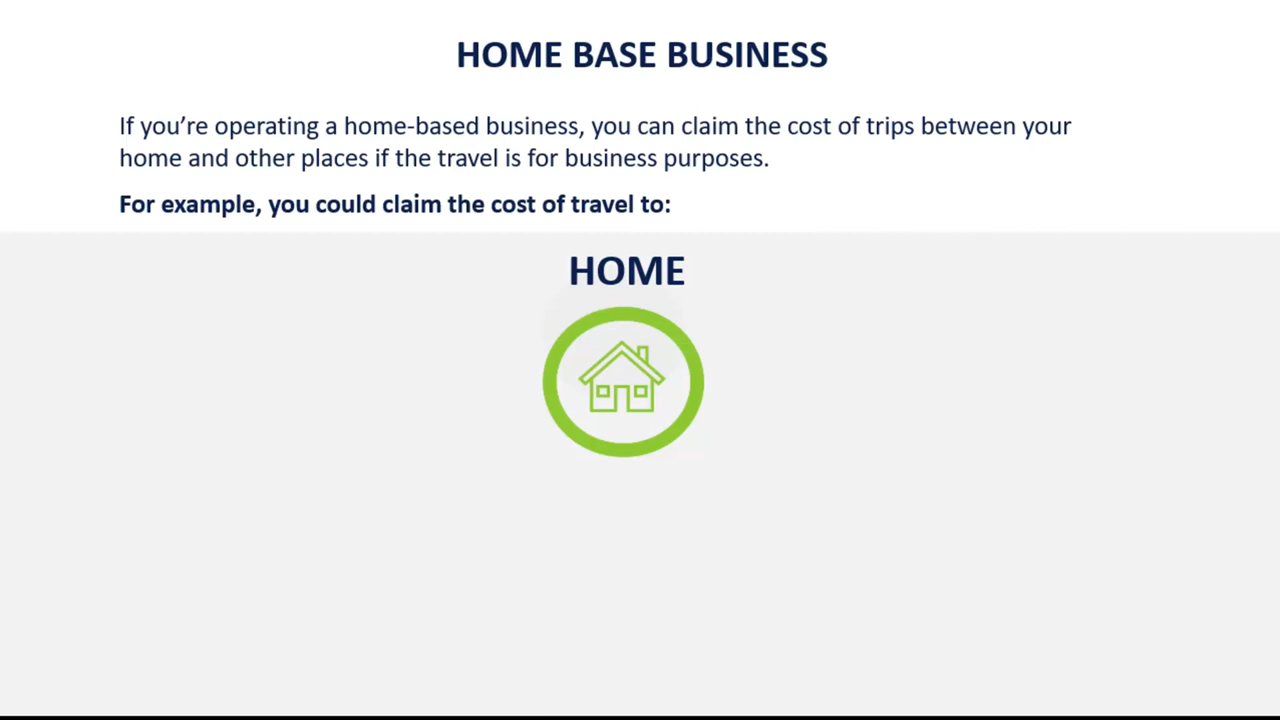 HOME BASE BUSINESS
If you’re operating a home-based business, you can claim the cost of trips between your
home and other places if the travel is for business purposes.
For example, you could claim the cost of travel to:
HOME